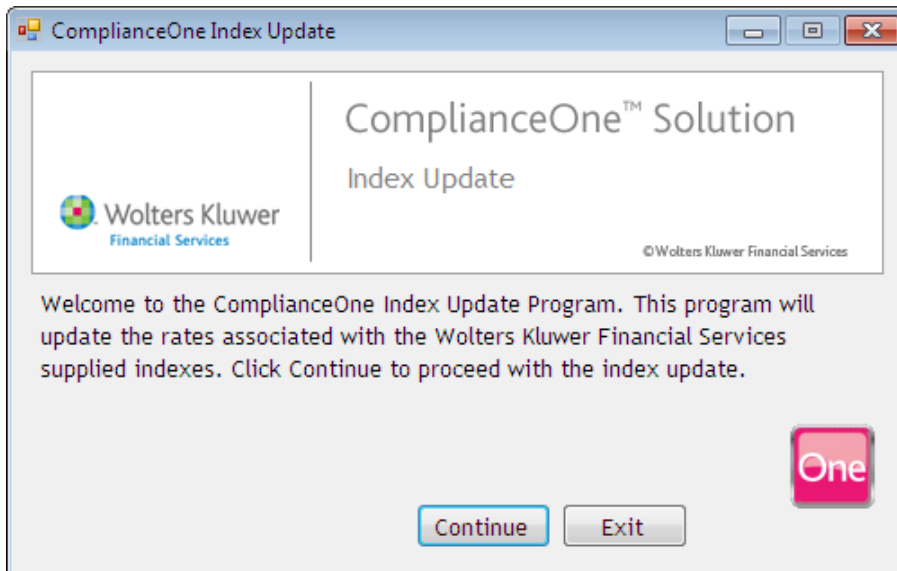 ComplianceOne Index Update
ComplianceOne™ Solution
Index Update
Wolters Kluwer
Financial Services
©Wolters Kluwer Financial Services
Welcome to the ComplianceOne Index Update Program. This program will
update the rates associated with the Wolters Kluwer Financial Services
supplied indexes. Click Continue to proceed with the index update.
One
Continue Exit